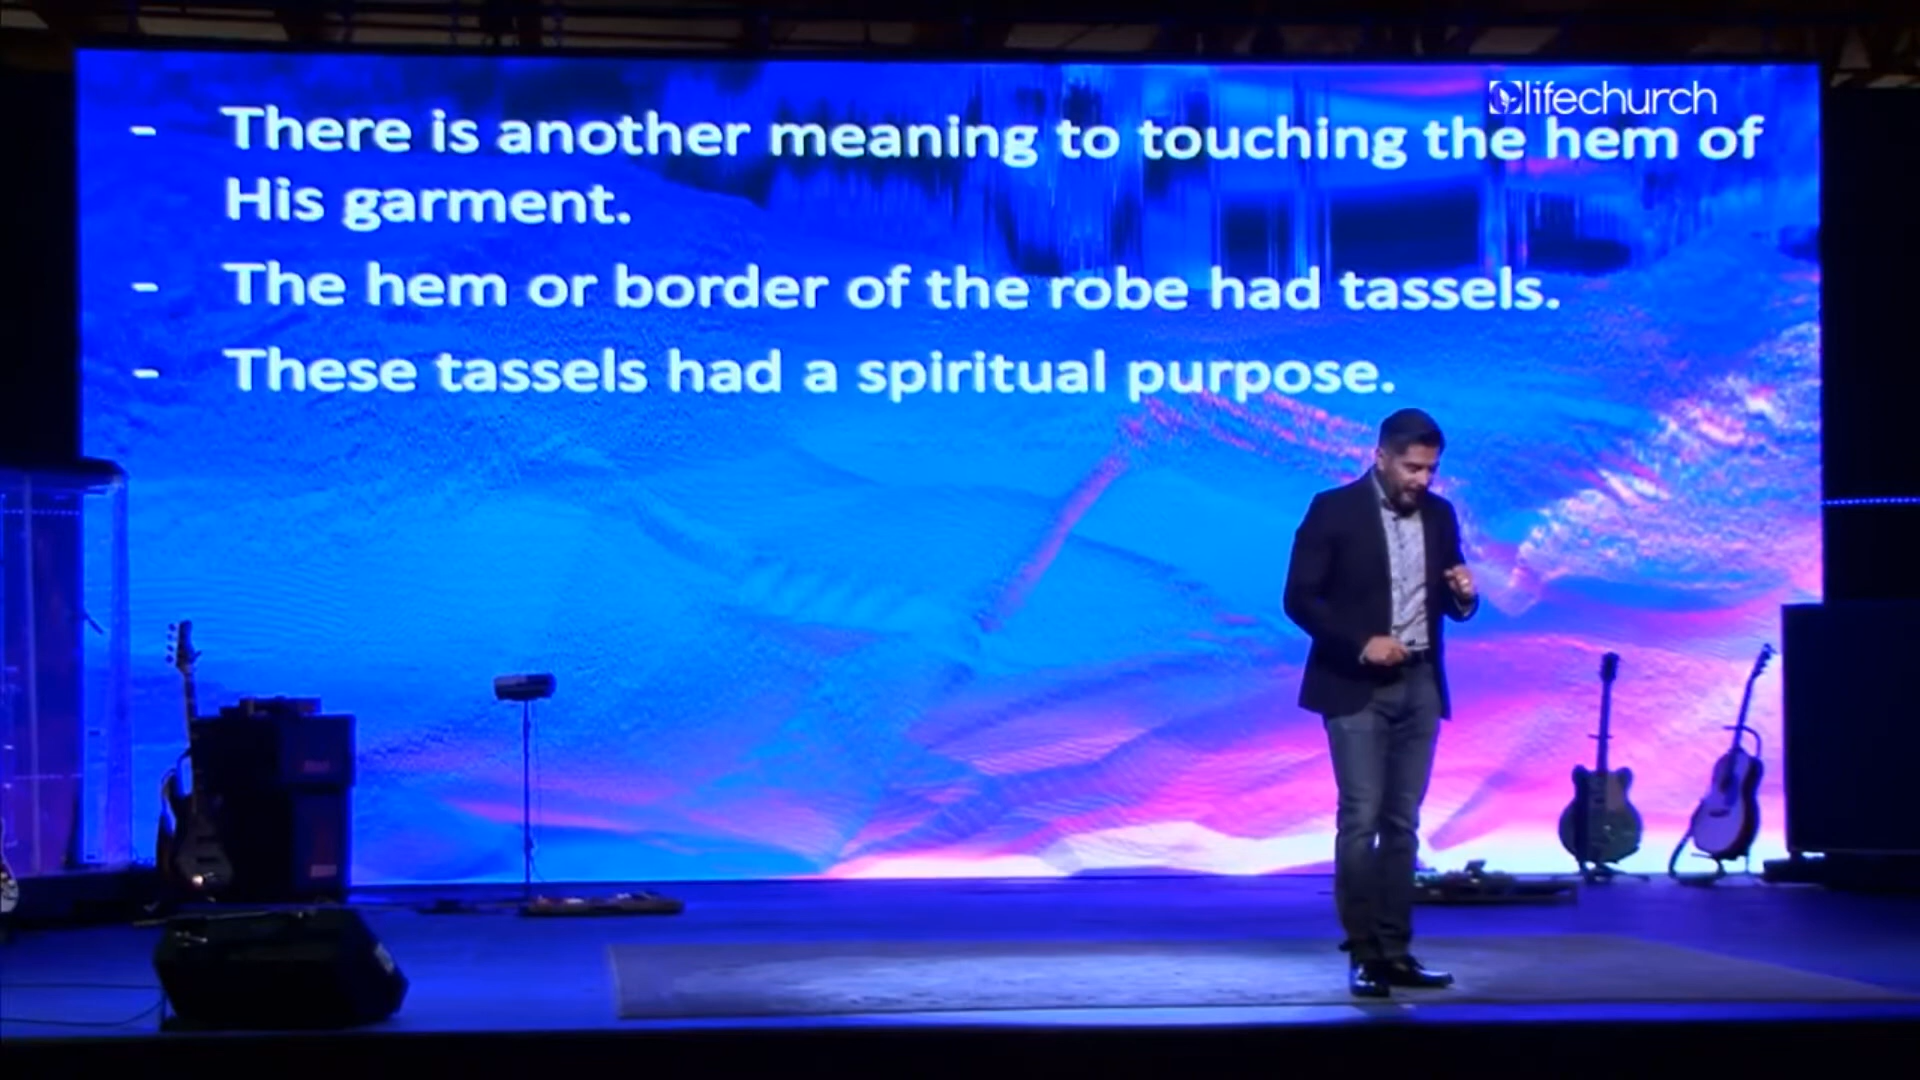 lifechurch
- There is another meaning to touching the hem of
His garment.
- The hem or border of the robe had tassels.
- These tassels had a spiritual purpose.